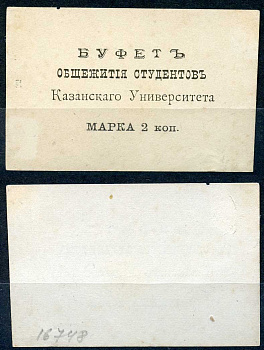 БУФЕТЪ
ОБЩЕЖИТІЯ СТУДЕНТОВЪ
Казанскаго Университета
МАРКА 2 коп.
16748